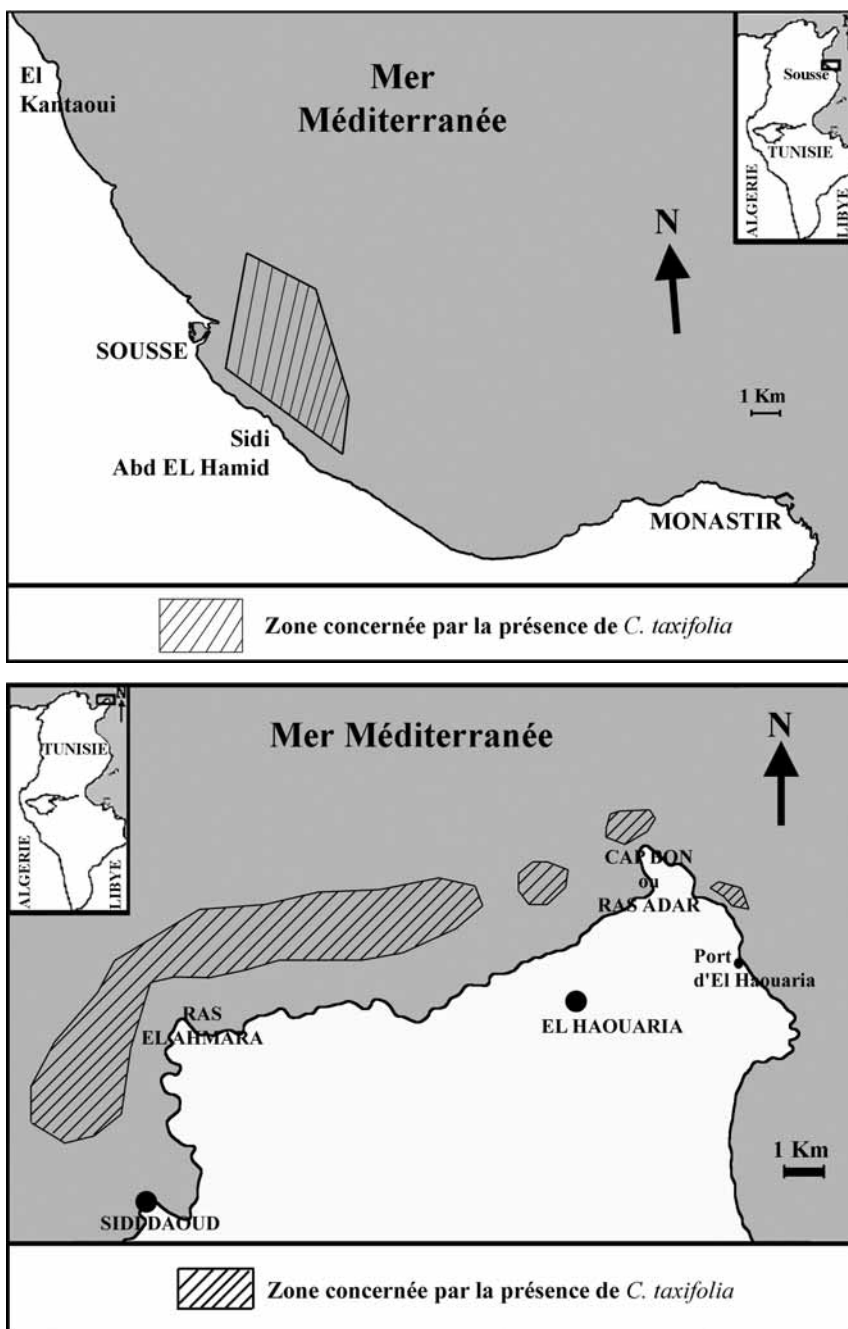 El
Kantaoui
Mer
Méditerranée
N
Sousse
TUNISIE
ALGERIE
LIBYE
N
SOUSSE
1 Km
Sidi
Abd EL Hamid
MONASTIR
Zone concernée par la présence de C. taxifolia
N
TUNISIE
ALGERIE
LIBYE
Mer Méditerranée
N
CAP BON
ou
RAS ADAR
Port
d'El Haouaria
RAS
EL AHMARA
EL HAOUARIA
1 Km
SIDI DAOUD
Zone concernée par la présence de C. taxifolia